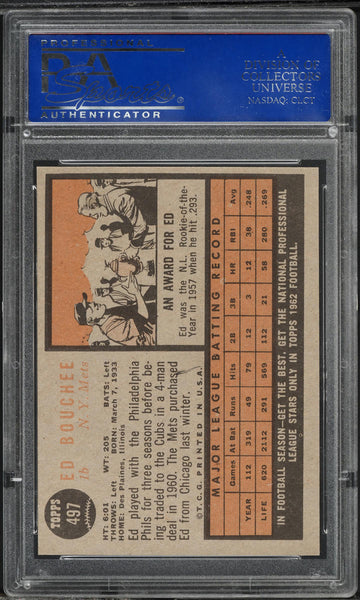 PROFESSIONAL
PSA
Sports
AUTHENTICATOR
A
DIVISION OF
COLLECTORS
UNIVERSE
NASDAQ: CLCT
TOPPS
497
ED BOUCHEE
1b N.Y. Mets
HT: 6:01 WT: 205 BATS: Left
THROWS: Left BORN: March 7, 1933
HOME: Des Plaines, Illinois
Ed played with the Philadelphia
Phils for three seasons before be-
ing traded to the Cubs in a 4-man
deal in 1960. The Mets purchased
Ed from Chicago last winter.
©T.C.G. PRINTED IN U.S.A.
AN AWARD FOR ED
Ed was the N.L. Rookie-of-the-
Year in 1957 when he hit .293.
MAJOR LEAGUE BATTING RECORD
Games At Bat Runs Hits 2B 3B HR RBI Avg
YEAR 112 319 49 79 12 3 12 38 .248
LIFE 620 2112 291 569 112 21 58 280 .269
IN FOOTBALL SEASON—GET THE BEST, GET THE NATIONAL PROFESSIONAL
LEAGUE STARS ONLY IN TOPPS 1962 FOOTBALL.